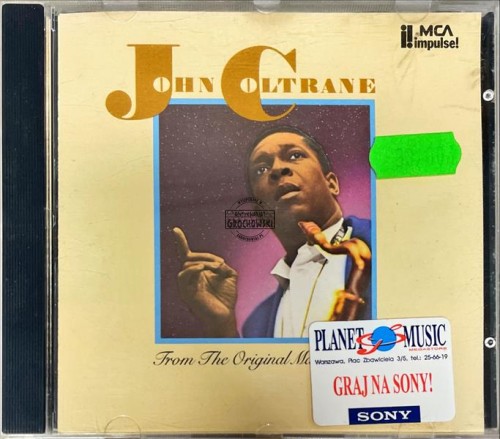 MCA
impulse!
JOHN COLTRANE
GROCHOWSKI
From The Original
PLANET MUSIC
Warszawa, Plac Zbawiciela 3/5, tel.: 25-66-19
GRAJ NA SONY!
SONY